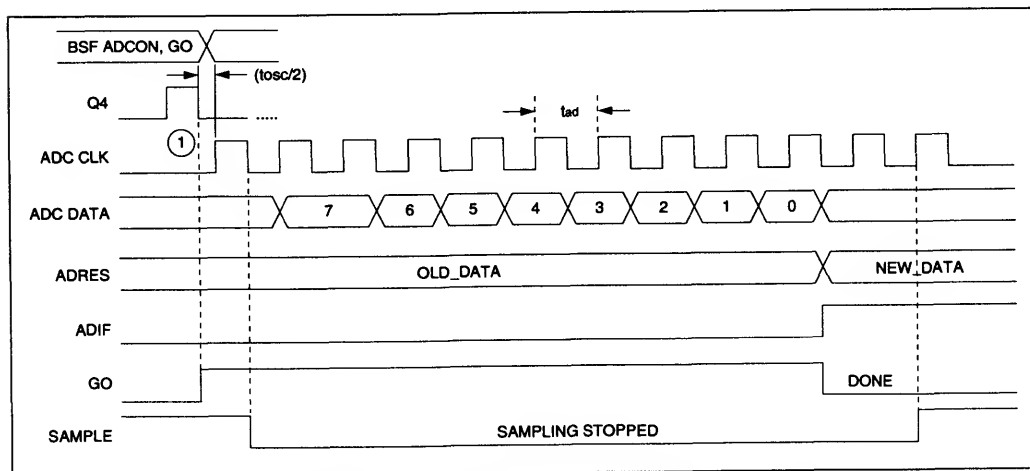 BSF ADCON, GO
(tosc/2)
Q4
.....
tad
1
ADC CLK
ADC DATA
7 6 5 4 3 2 1 0
ADRES
OLD_DATA
NEW_DATA
ADIF
GO
DONE
SAMPLE
SAMPLING STOPPED